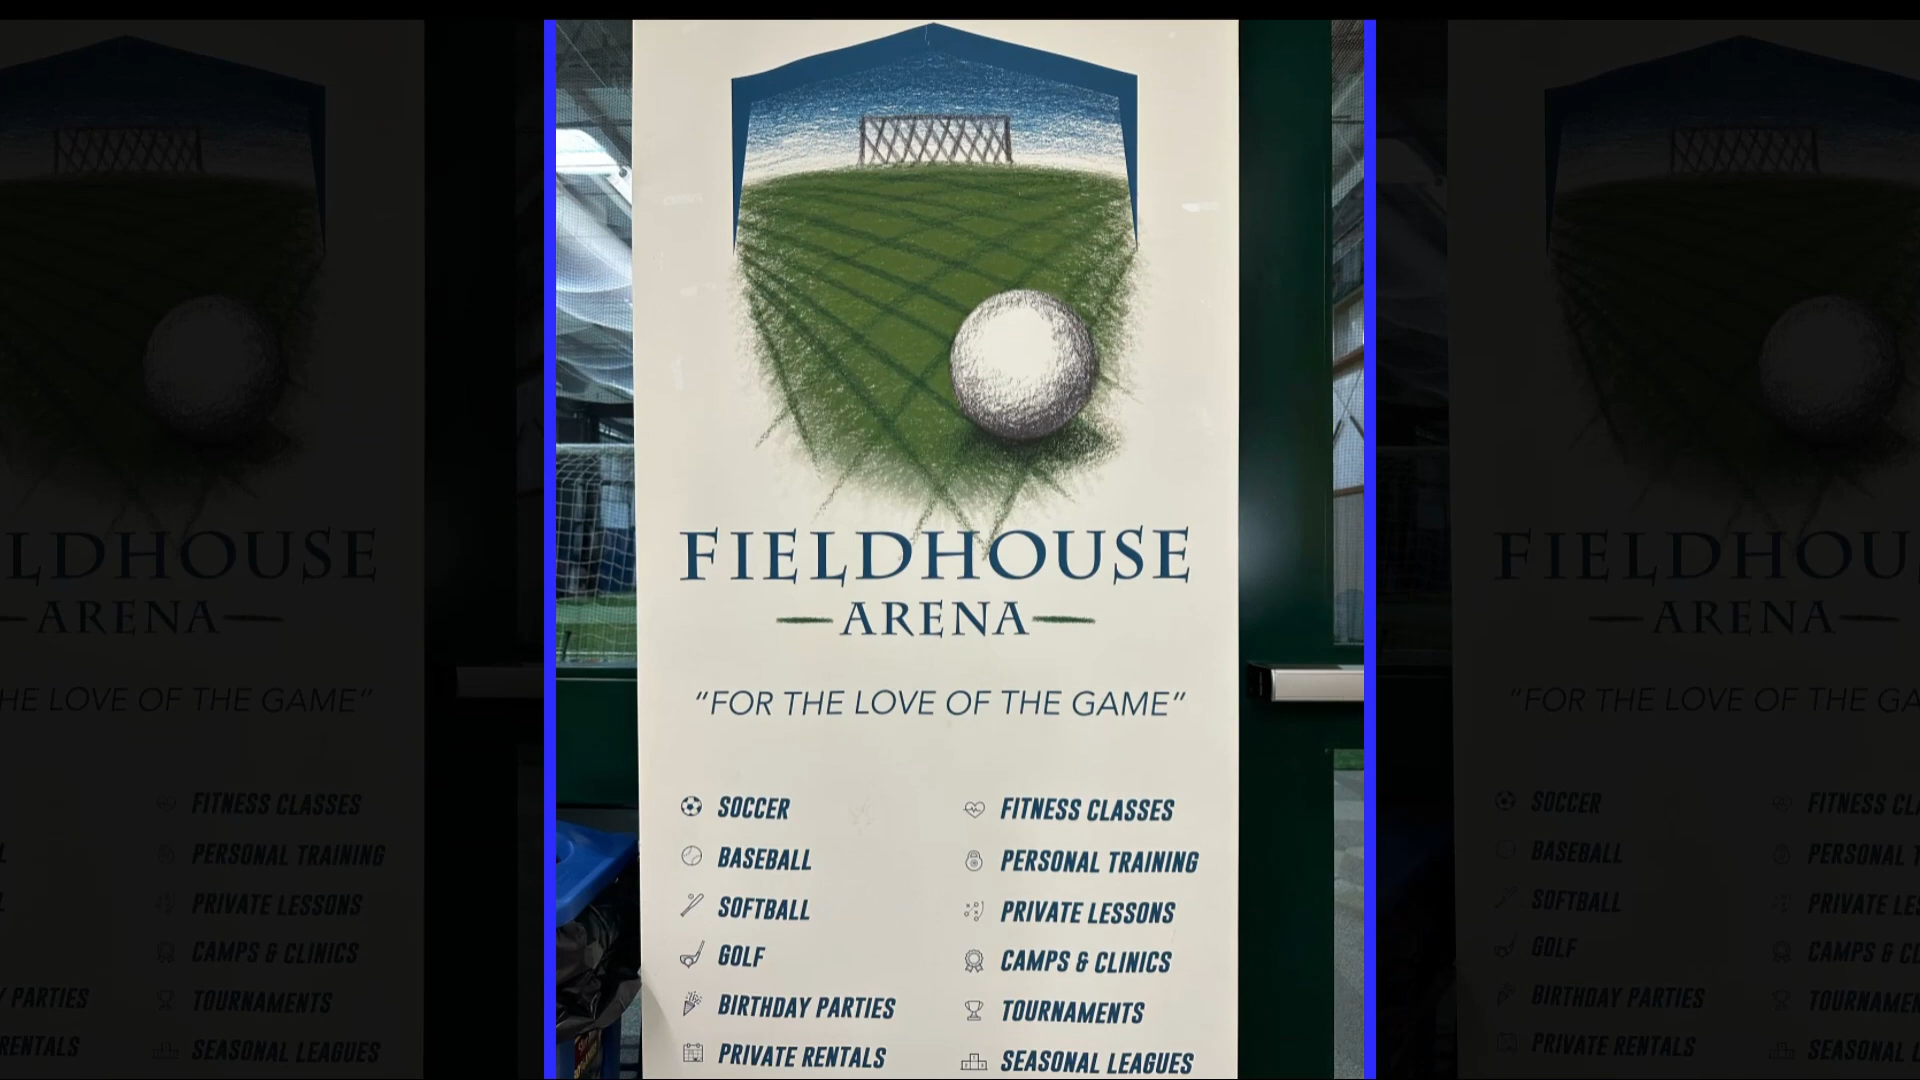 FIELDHOUSE
ARENA
“FOR THE LOVE OF THE GAME”
SOCCER
BASEBALL
SOFTBALL
GOLF
BIRTHDAY PARTIES
PRIVATE RENTALS
FITNESS CLASSES
PERSONAL TRAINING
PRIVATE LESSONS
CAMPS & CLINICS
TOURNAMENTS
SEASONAL LEAGUES